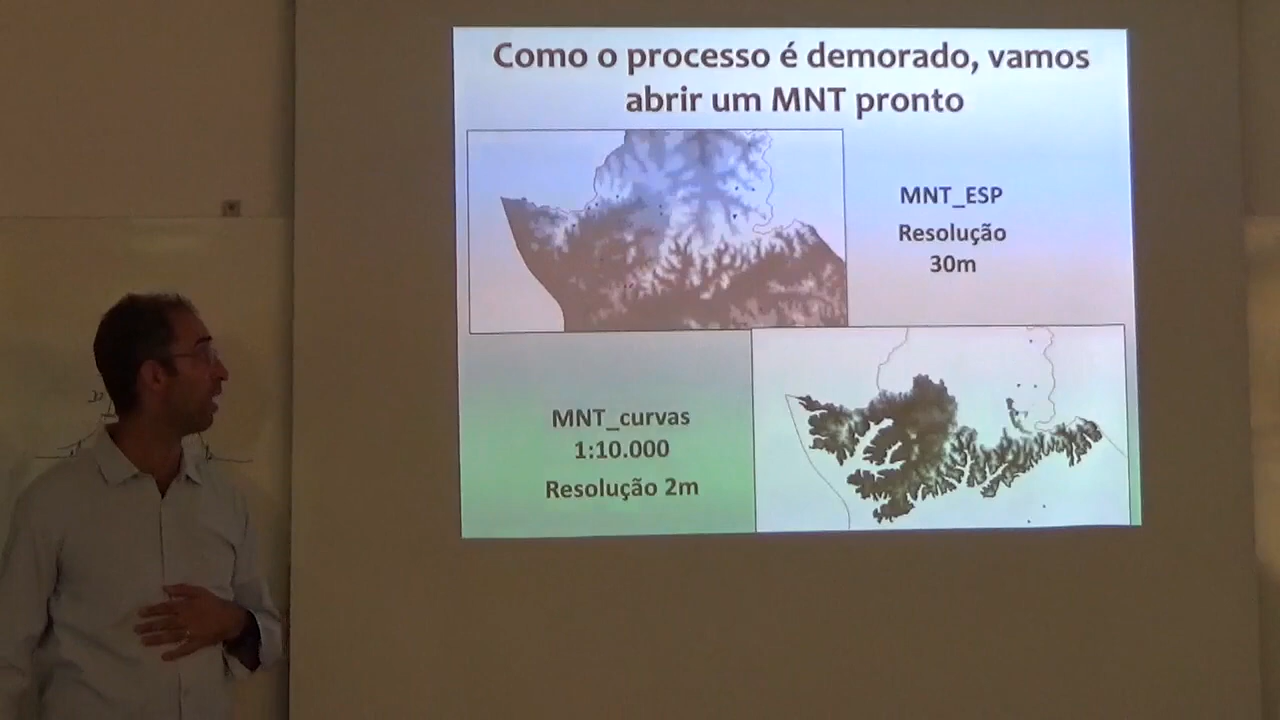 Como o processo é demorado, vamos
abrir um MNT pronto
MNT_ESP
Resolução
30m
MNT_curvas
1:10.000
Resolução 2m